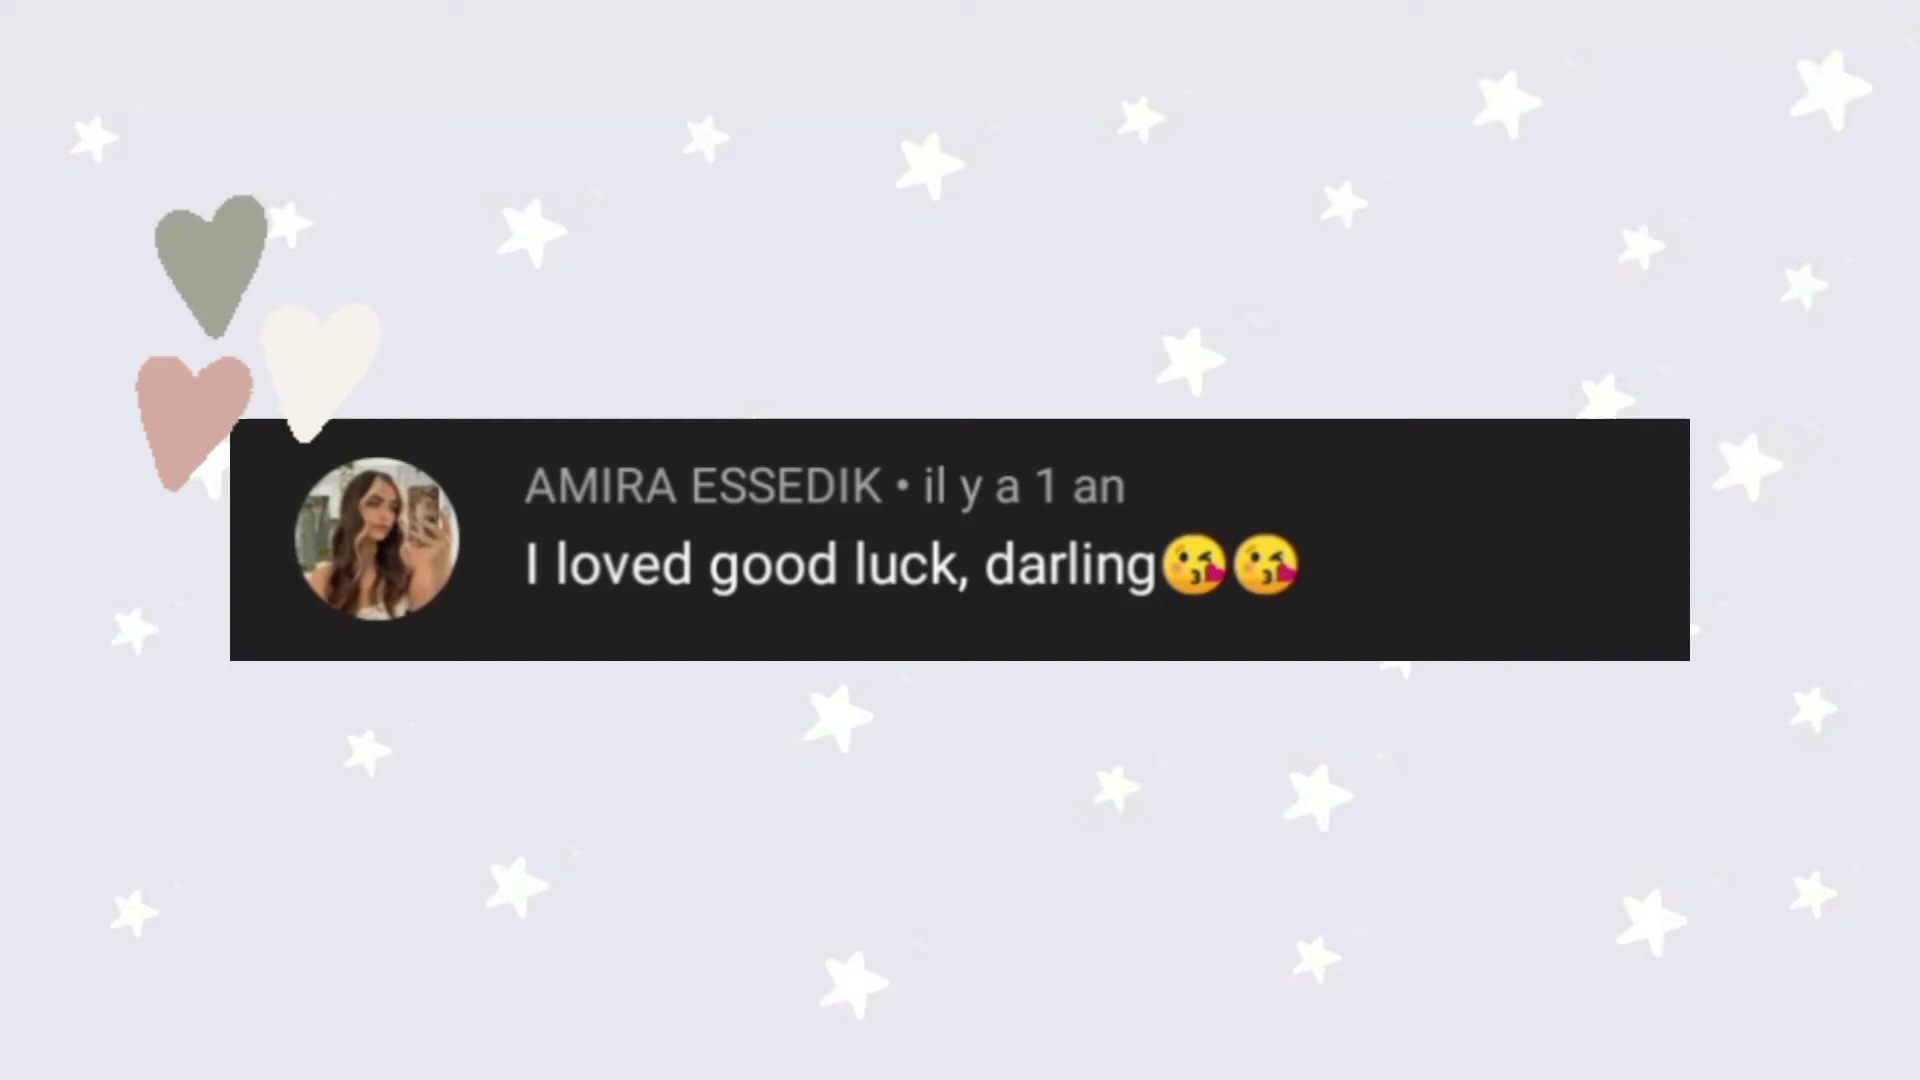 AMIRA ESSEDIK • il y a 1 an
I loved good luck, darling😘😘